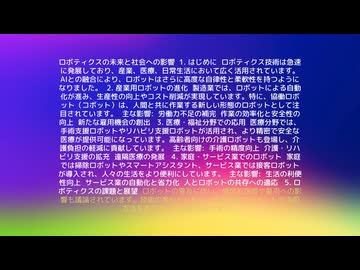 ロボティクスの未来と社会への影響 1. はじめに ロボティクス技術は急速
に発展しており、産業、医療、日常生活において広く活用されています。
AIとの融合により、ロボットはさらに高度な自律性と柔軟性を持つように
なりました。 2. 産業用ロボットの進化 製造業では、ロボットによる自動
化が進み、生産性の向上やコスト削減が実現しています。特に、協働ロボ
ット（コボット）は、人間と共に作業する新しい形態のロボットとして注
目されています。 主な影響: 労働力不足の補完 作業の効率化と安全性の
向上 新たな雇用機会の創出 3. 医療・福祉分野での応用 医療分野では、
手術支援ロボットやリハビリ支援ロボットが活用され、より精密で安全な
医療が提供可能になっています。高齢者向けの介護ロボットも登場し、介
護負担の軽減に貢献しています。 主な影響: 手術の精度向上 介護・リハ
ビリ支援の拡充 遠隔医療の発展 4. 家庭・サービス業でのロボット 家庭
では掃除ロボットやスマートアシスタント、サービス業では接客ロボット
が導入され、人々の生活をより便利にしています。 主な影響: 生活の利便
性向上 サービス業の自動化と省力化 人とロボットの共存への適応 5. ロ
ボティクスの課題と展望